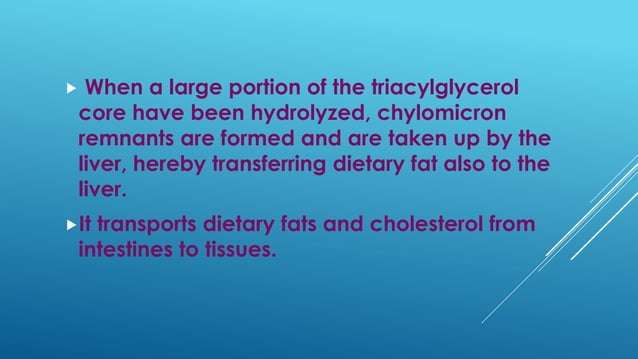 When a large portion of the triacylglycerol
core have been hydrolyzed, chylomicron
remnants are formed and are taken up by the
liver, hereby transferring dietary fat also to the
liver.
It transports dietary fats and cholesterol from
intestines to tissues.